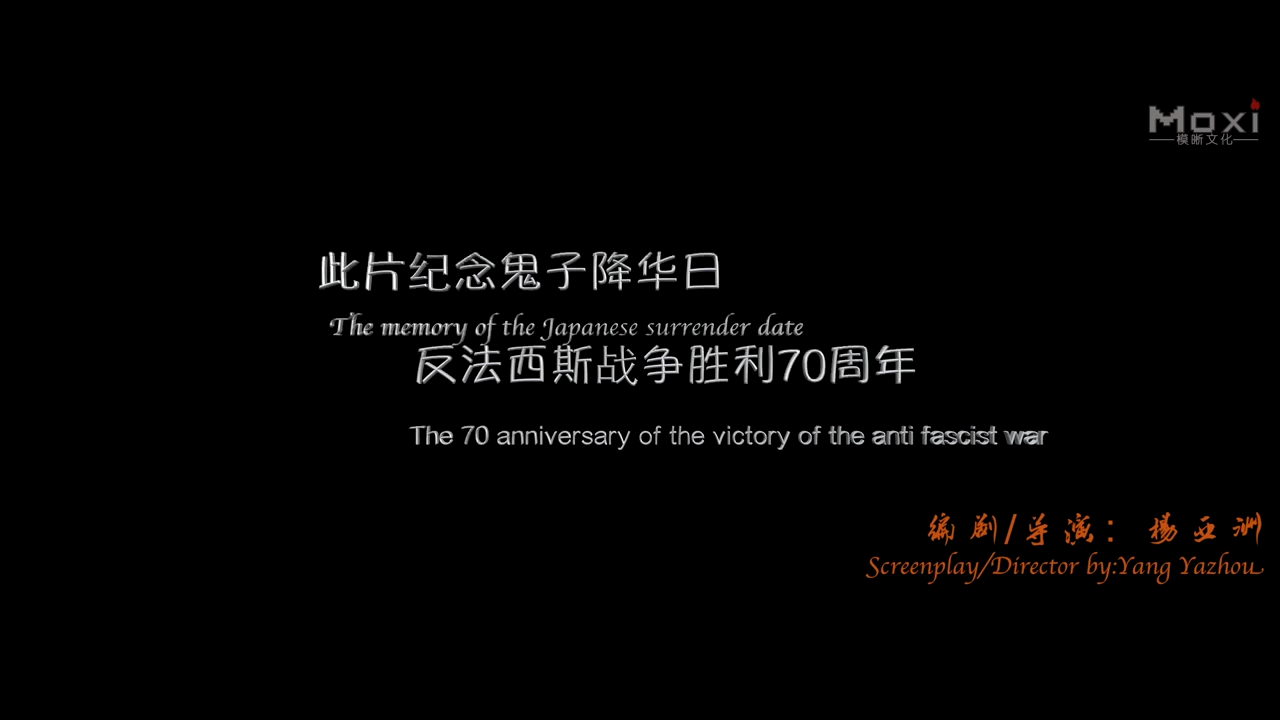 Moxi
模晰文化
此片纪念鬼子降华日
The memory of the Japanese surrender date
反法西斯战争胜利70周年
The 70 anniversary of the victory of the anti fascist war
编剧/导演：楊亚洲
Screenplay/Director by:Yang Yazhou